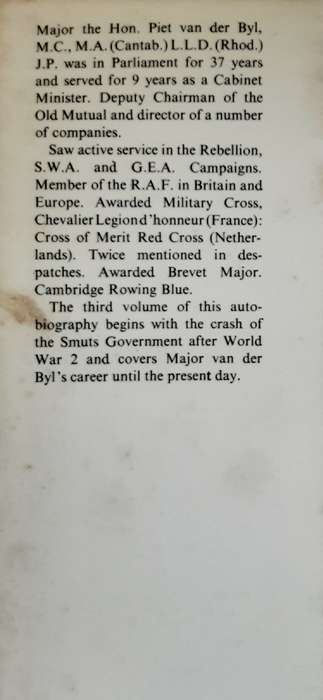 Major the Hon. Piet van der Byl,
M.C., M.A. (Cantab.) L.L.D. (Rhod.)
J.P. was in Parliament for 37 years
and served for 9 years as a Cabinet
Minister. Deputy Chairman of the
Old Mutual and director of a number
of companies.
Saw active service in the Rebellion,
S.W.A. and G.E.A. Campaigns.
Member of the R.A.F. in Britain and
Europe. Awarded Military Cross,
Chevalier Legion d'honneur (France):
Cross of Merit Red Cross (Nether-
lands). Twice mentioned in des-
patches. Awarded Brevet Major.
Cambridge Rowing Blue.
The third volume of this auto-
biography begins with the crash of
the Smuts Government after World
War 2 and covers Major van der
Byl's career until the present day.